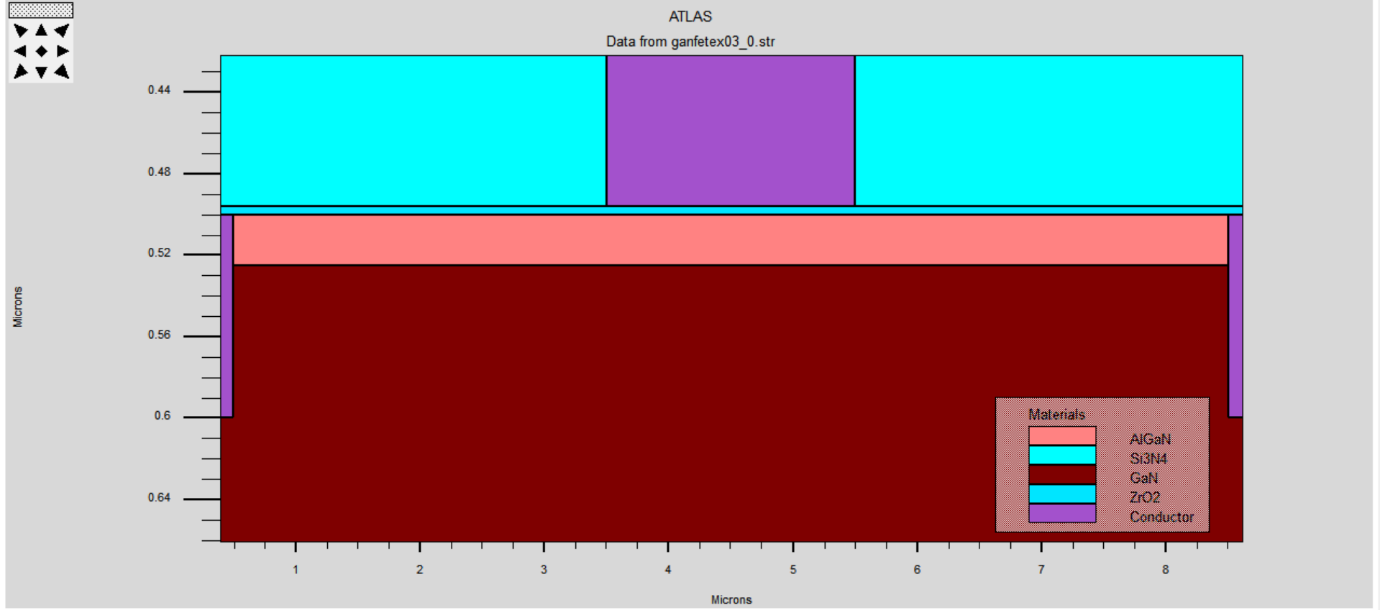 ATLAS
Data from ganfetex03_0.str
0.44
0.48
0.52
0.56
0.6
0.64
Microns
Materials
AlGaN
Si3N4
GaN
ZrO2
Conductor
1 2 3 4 5 6 7 8
Microns